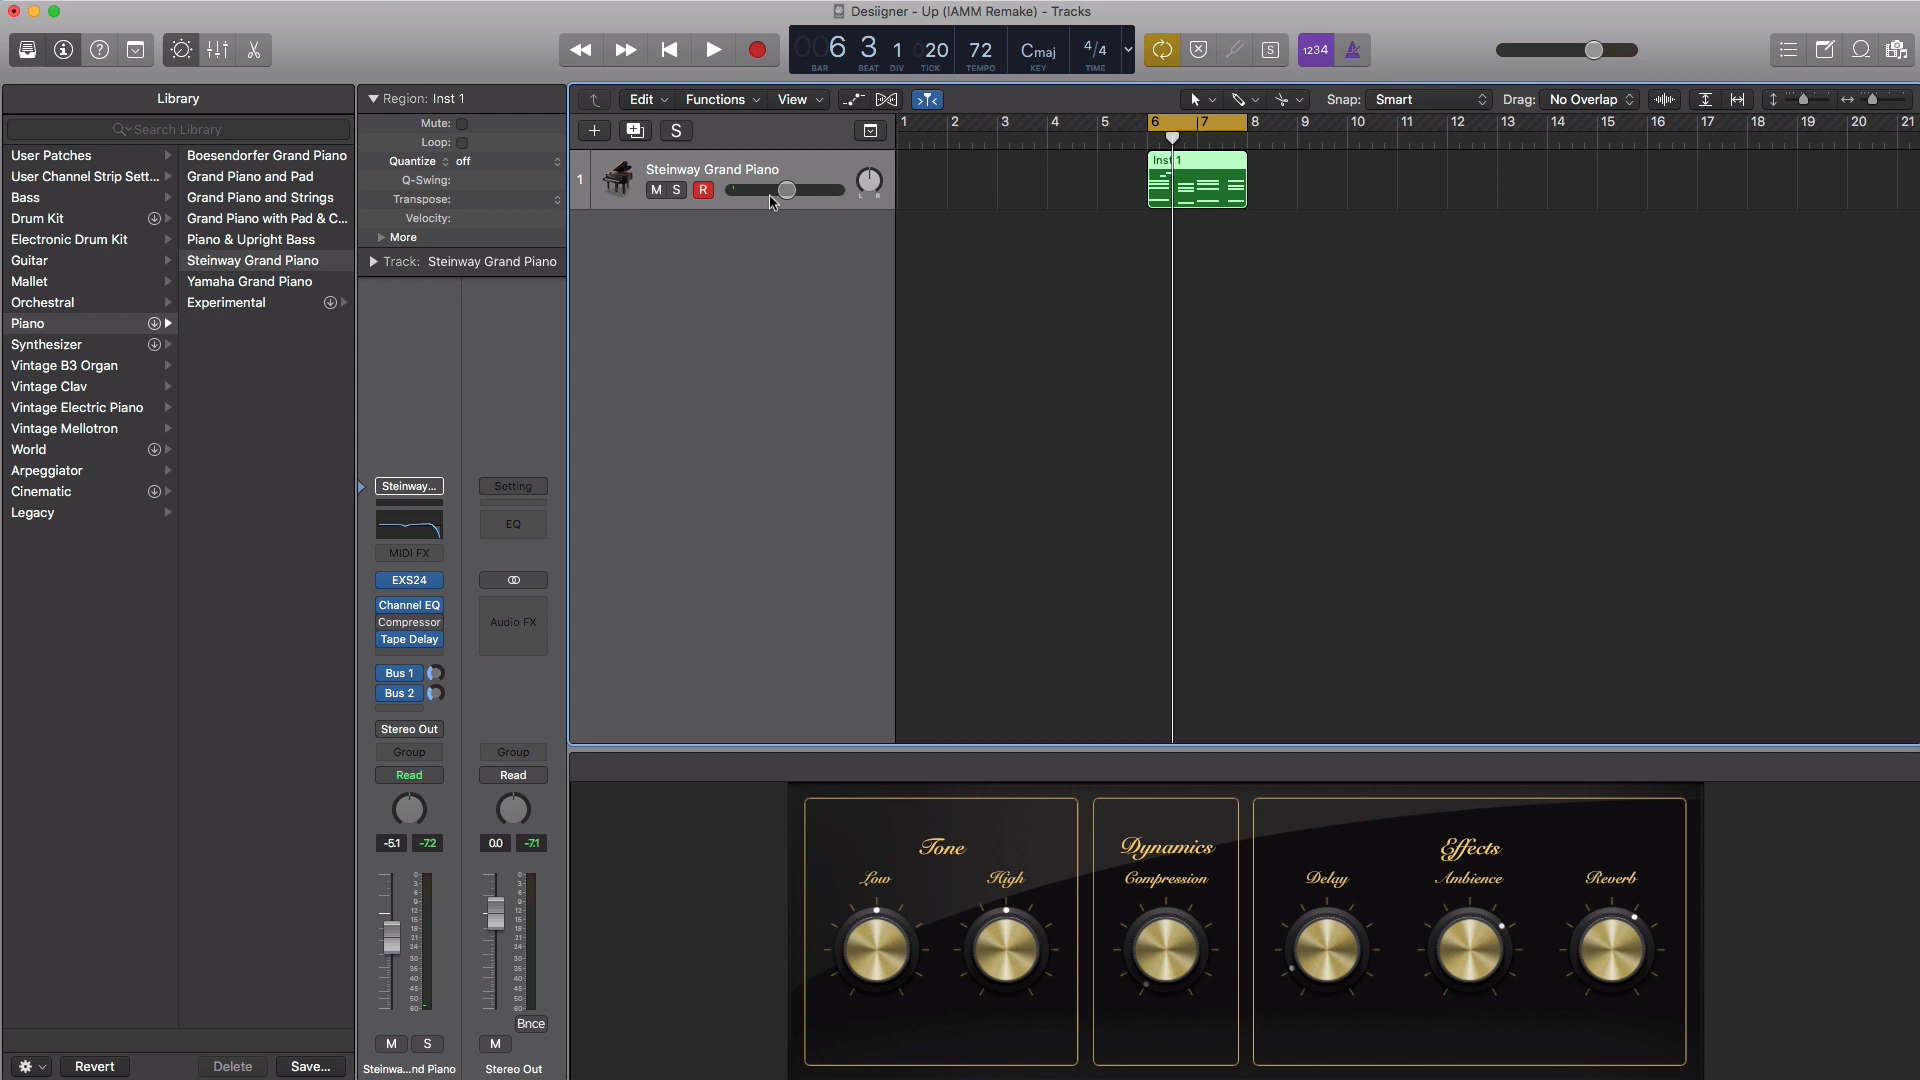 Desiigner - Up (IAMM Remake) - Tracks
006 3 1 020 72 Cmaj 4/4
BAR BEAT DIV TICK TEMPO KEY TIME
S 1234
Library
Search Library
User Patches
User Channel Strip Sett...
Bass
Drum Kit
Electronic Drum Kit
Guitar
Mallet
Orchestral
Piano
Synthesizer
Vintage B3 Organ
Vintage Clav
Vintage Electric Piano
Vintage Mellotron
World
Arpeggiator
Cinematic
Legacy
Boesendorfer Grand Piano
Grand Piano and Pad
Grand Piano and Strings
Grand Piano with Pad & C...
Piano & Upright Bass
Steinway Grand Piano
Yamaha Grand Piano
Experimental
Revert Delete Save...
Region: Inst 1
Mute:
Loop:
Quantize off
Q-Swing:
Transpose:
Velocity:
More
Track: Steinway Grand Piano
Steinway... Setting
EQ
MIDI FX
EXS24
Channel EQ
Compressor
Tape Delay
Audio FX
Bus 1
Bus 2
Stereo Out
Group Group
Read Read
-5.1 -7.2 0.0 -7.1
Bnce
M S M
Steinwa...nd Piano Stereo Out
Edit Functions View Snap: Smart Drag: No Overlap
S
1 2 3 4 5 6 7 8 9 10 11 12 13 14 15 16 17 18 19 20 21
1 Steinway Grand Piano
M S R L R
Inst 1
Tone
Low High
Dynamics
Compression
Effects
Delay Ambience Reverb